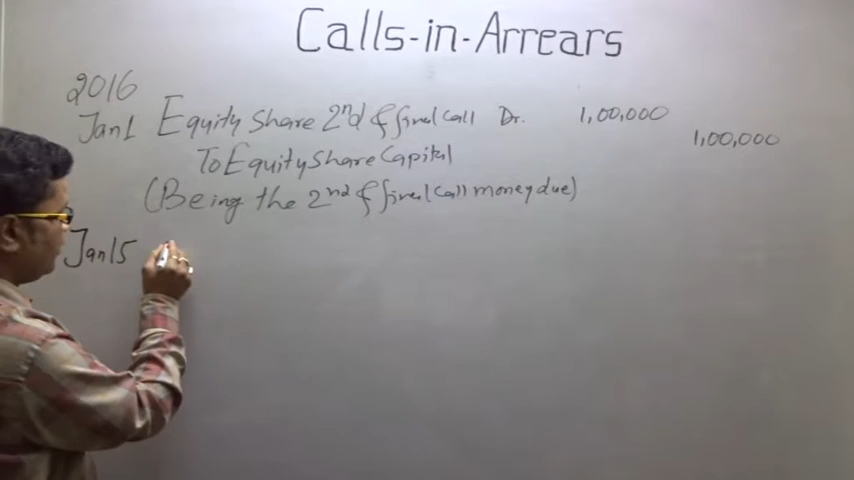 Calls-in-Arrears
2016
Jan 1 Equity Share 2nd & final call Dr. 1,00,000
To Equity Share Capital 1,00,000
(Being the 2nd & final call money due)
Jan 15